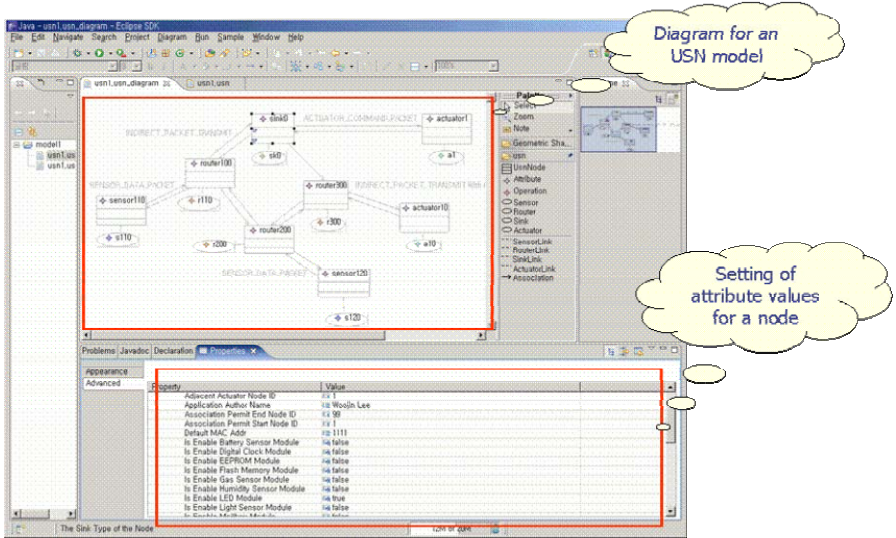 Java - usn1.usn_diagram - Eclipse SDK
File Edit Navigate Search Project Diagram Run Sample Window Help
Diagram for an
USN model
usn1.usn_diagram
usn1.usn
Palette
Select
Zoom
Note
Geometric Sha...
usn
UsnNode
Attribute
Operation
Sensor
Router
Sink
Actuator
SensorLink
RouterLink
SinkLink
ActuatorLink
Association
model1
usn1.us
usn1.us
sink0
ACTUATOR_COMMAND_PACKET
actuator1
INDIRECT_PACKET_TRANSMIT
sk0
a1
router100
SENSOR_DATA_PACKET
router300
INDIRECT_PACKET_TRANSMIT
sensor110
r110
actuator10
r300
s110
router200
r200
a10
SENSOR_DATA_PACKET
sensor120
s120
Setting of
attribute values
for a node
Problems Javadoc Declaration Properties
Appearance
Advanced
Property Value
Adjacent Actuator Node ID 1
Application Author Name Woojin Lee
Association Permit End Node ID 99
Association Permit Start Node ID 1
Default MAC Addr 1111
Is Enable Battery Sensor Module false
Is Enable Digital Clock Module false
Is Enable EEPROM Module false
Is Enable Flash Memory Module false
Is Enable Gas Sensor Module false
Is Enable Humidity Sensor Module false
Is Enable LED Module true
Is Enable Light Sensor Module false
The Sink Type of the Node